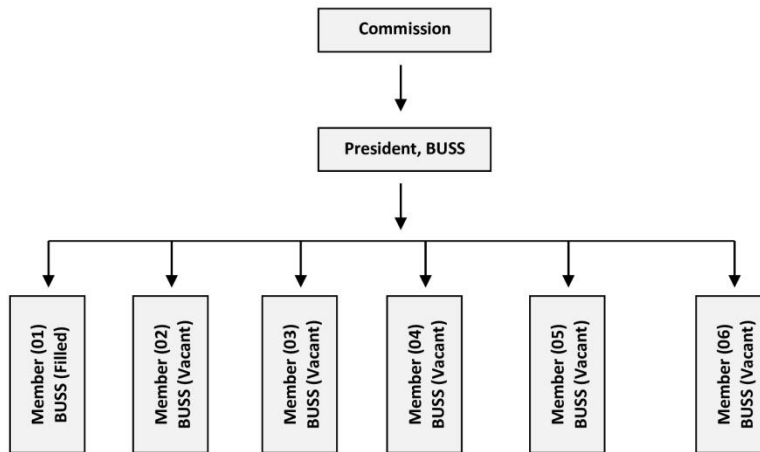 Commission
President, BUSS
Member (01)
BUSS (Filled)
Member (02)
BUSS (Vacant)
Member (03)
BUSS (Vacant)
Member (04)
BUSS (Vacant)
Member (05)
BUSS (Vacant)
Member (06)
BUSS (Vacant)